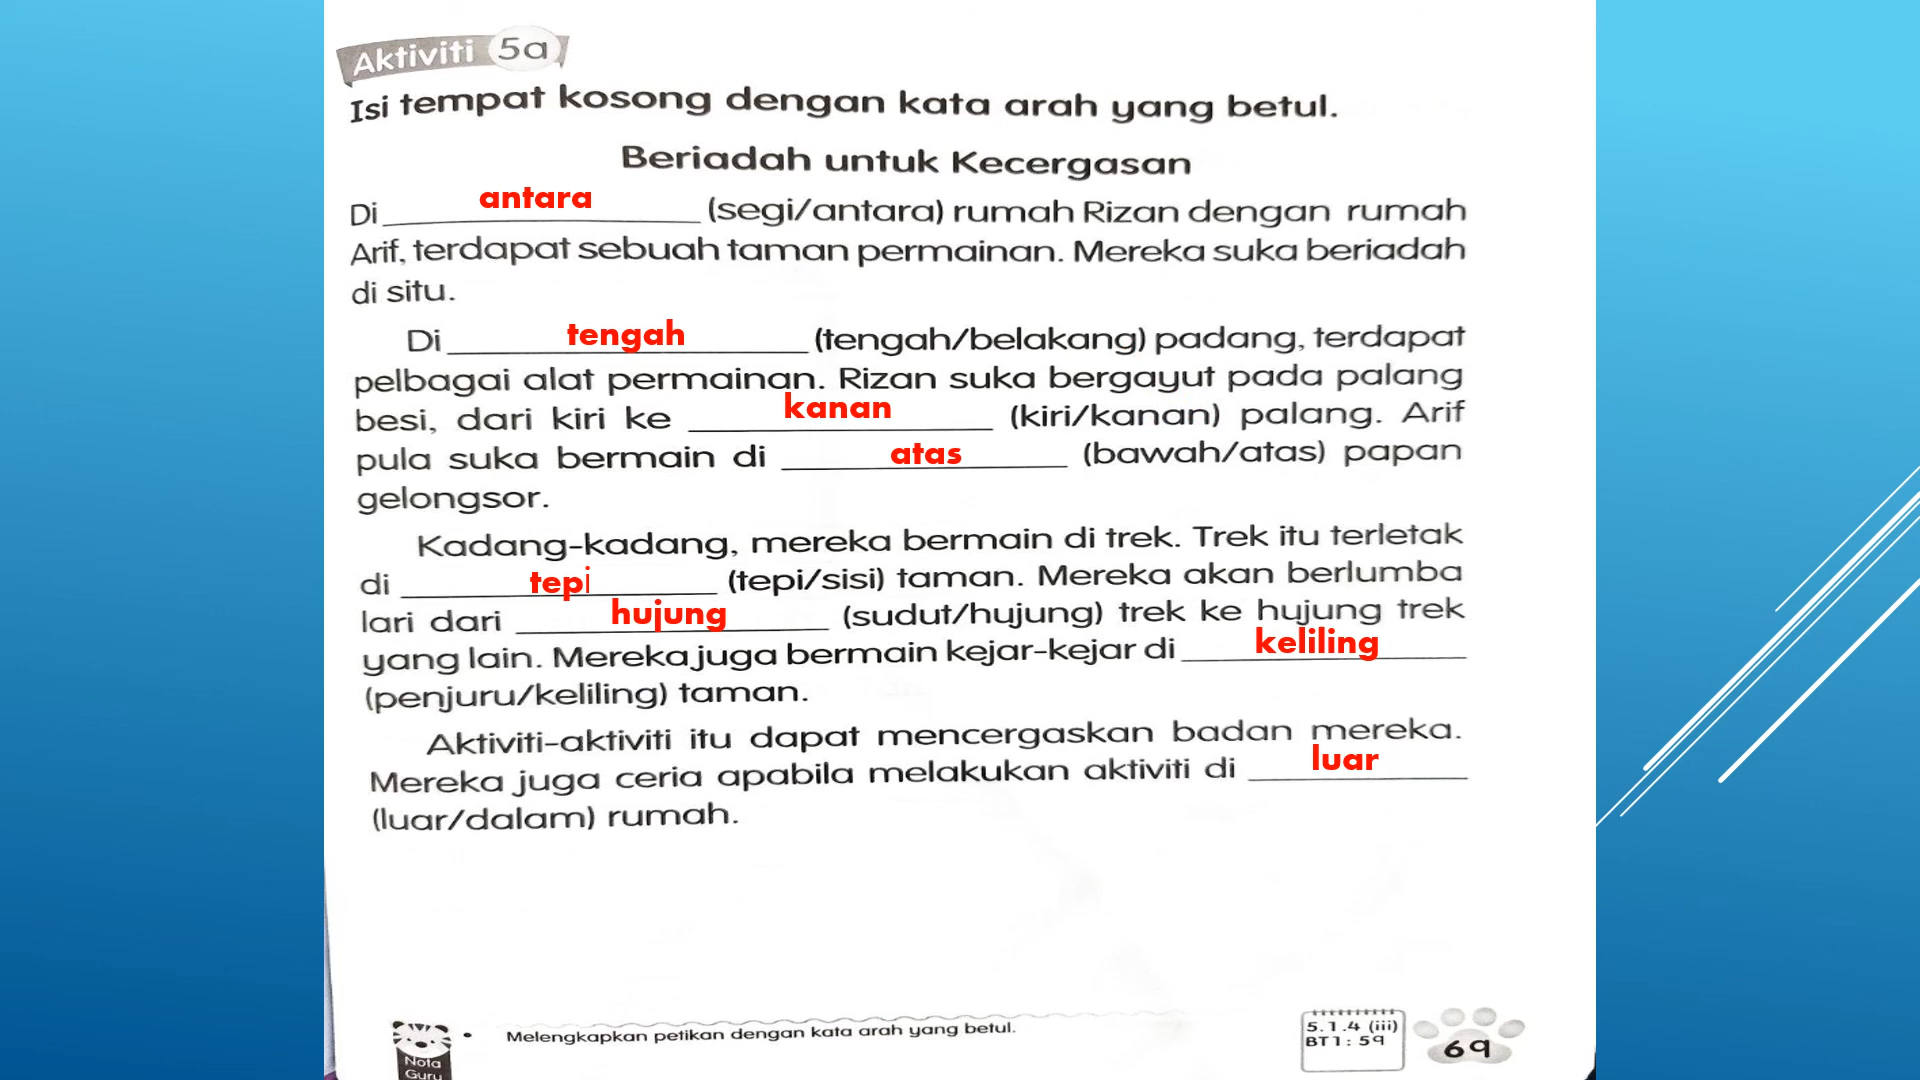 Aktiviti 5a
Isi tempat kosong dengan kata arah yang betul.
Beriadah untuk Kecergasan
Di antara (segi/antara) rumah Rizan dengan rumah
Arif, terdapat sebuah taman permainan. Mereka suka beriadah
di situ.
Di tengah (tengah/belakang) padang, terdapat
pelbagai alat permainan. Rizan suka bergayut pada palang
besi, dari kiri ke kanan (kiri/kanan) palang. Arif
pula suka bermain di atas (bawah/atas) papan
gelongsor.
Kadang-kadang, mereka bermain di trek. Trek itu terletak
di tepi (tepi/sisi) taman. Mereka akan berlumba
lari dari hujung (sudut/hujung) trek ke hujung trek
yang lain. Mereka juga bermain kejar-kejar di keliling
(penjuru/keliling) taman.
Aktiviti-aktiviti itu dapat mencergaskan badan mereka.
Mereka juga ceria apabila melakukan aktiviti di luar
(luar/dalam) rumah.
Nota
Guru
• Melengkapkan petikan dengan kata arah yang betul.
5.1.4 (iii)
BT1: 59
69